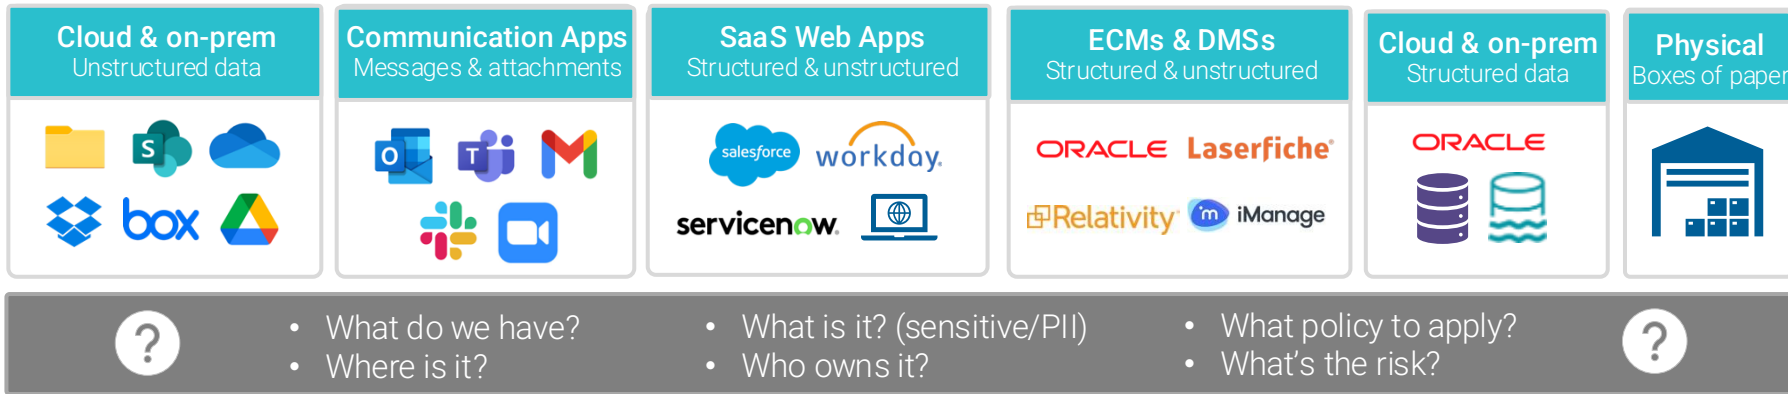 Cloud & on-prem
Unstructured data
Communication Apps
Messages & attachments
SaaS Web Apps
Structured & unstructured
ECMs & DMSs
Structured & unstructured
Cloud & on-prem
Structured data
Physical
Boxes of paper
S
box
O
T
salesforce
workday.
servicenow.
ORACLE
Laserfiche
Relativity
m iManage
ORACLE
?
• What do we have?
• Where is it?
• What is it? (sensitive/PII)
• Who owns it?
• What policy to apply?
• What's the risk?
?